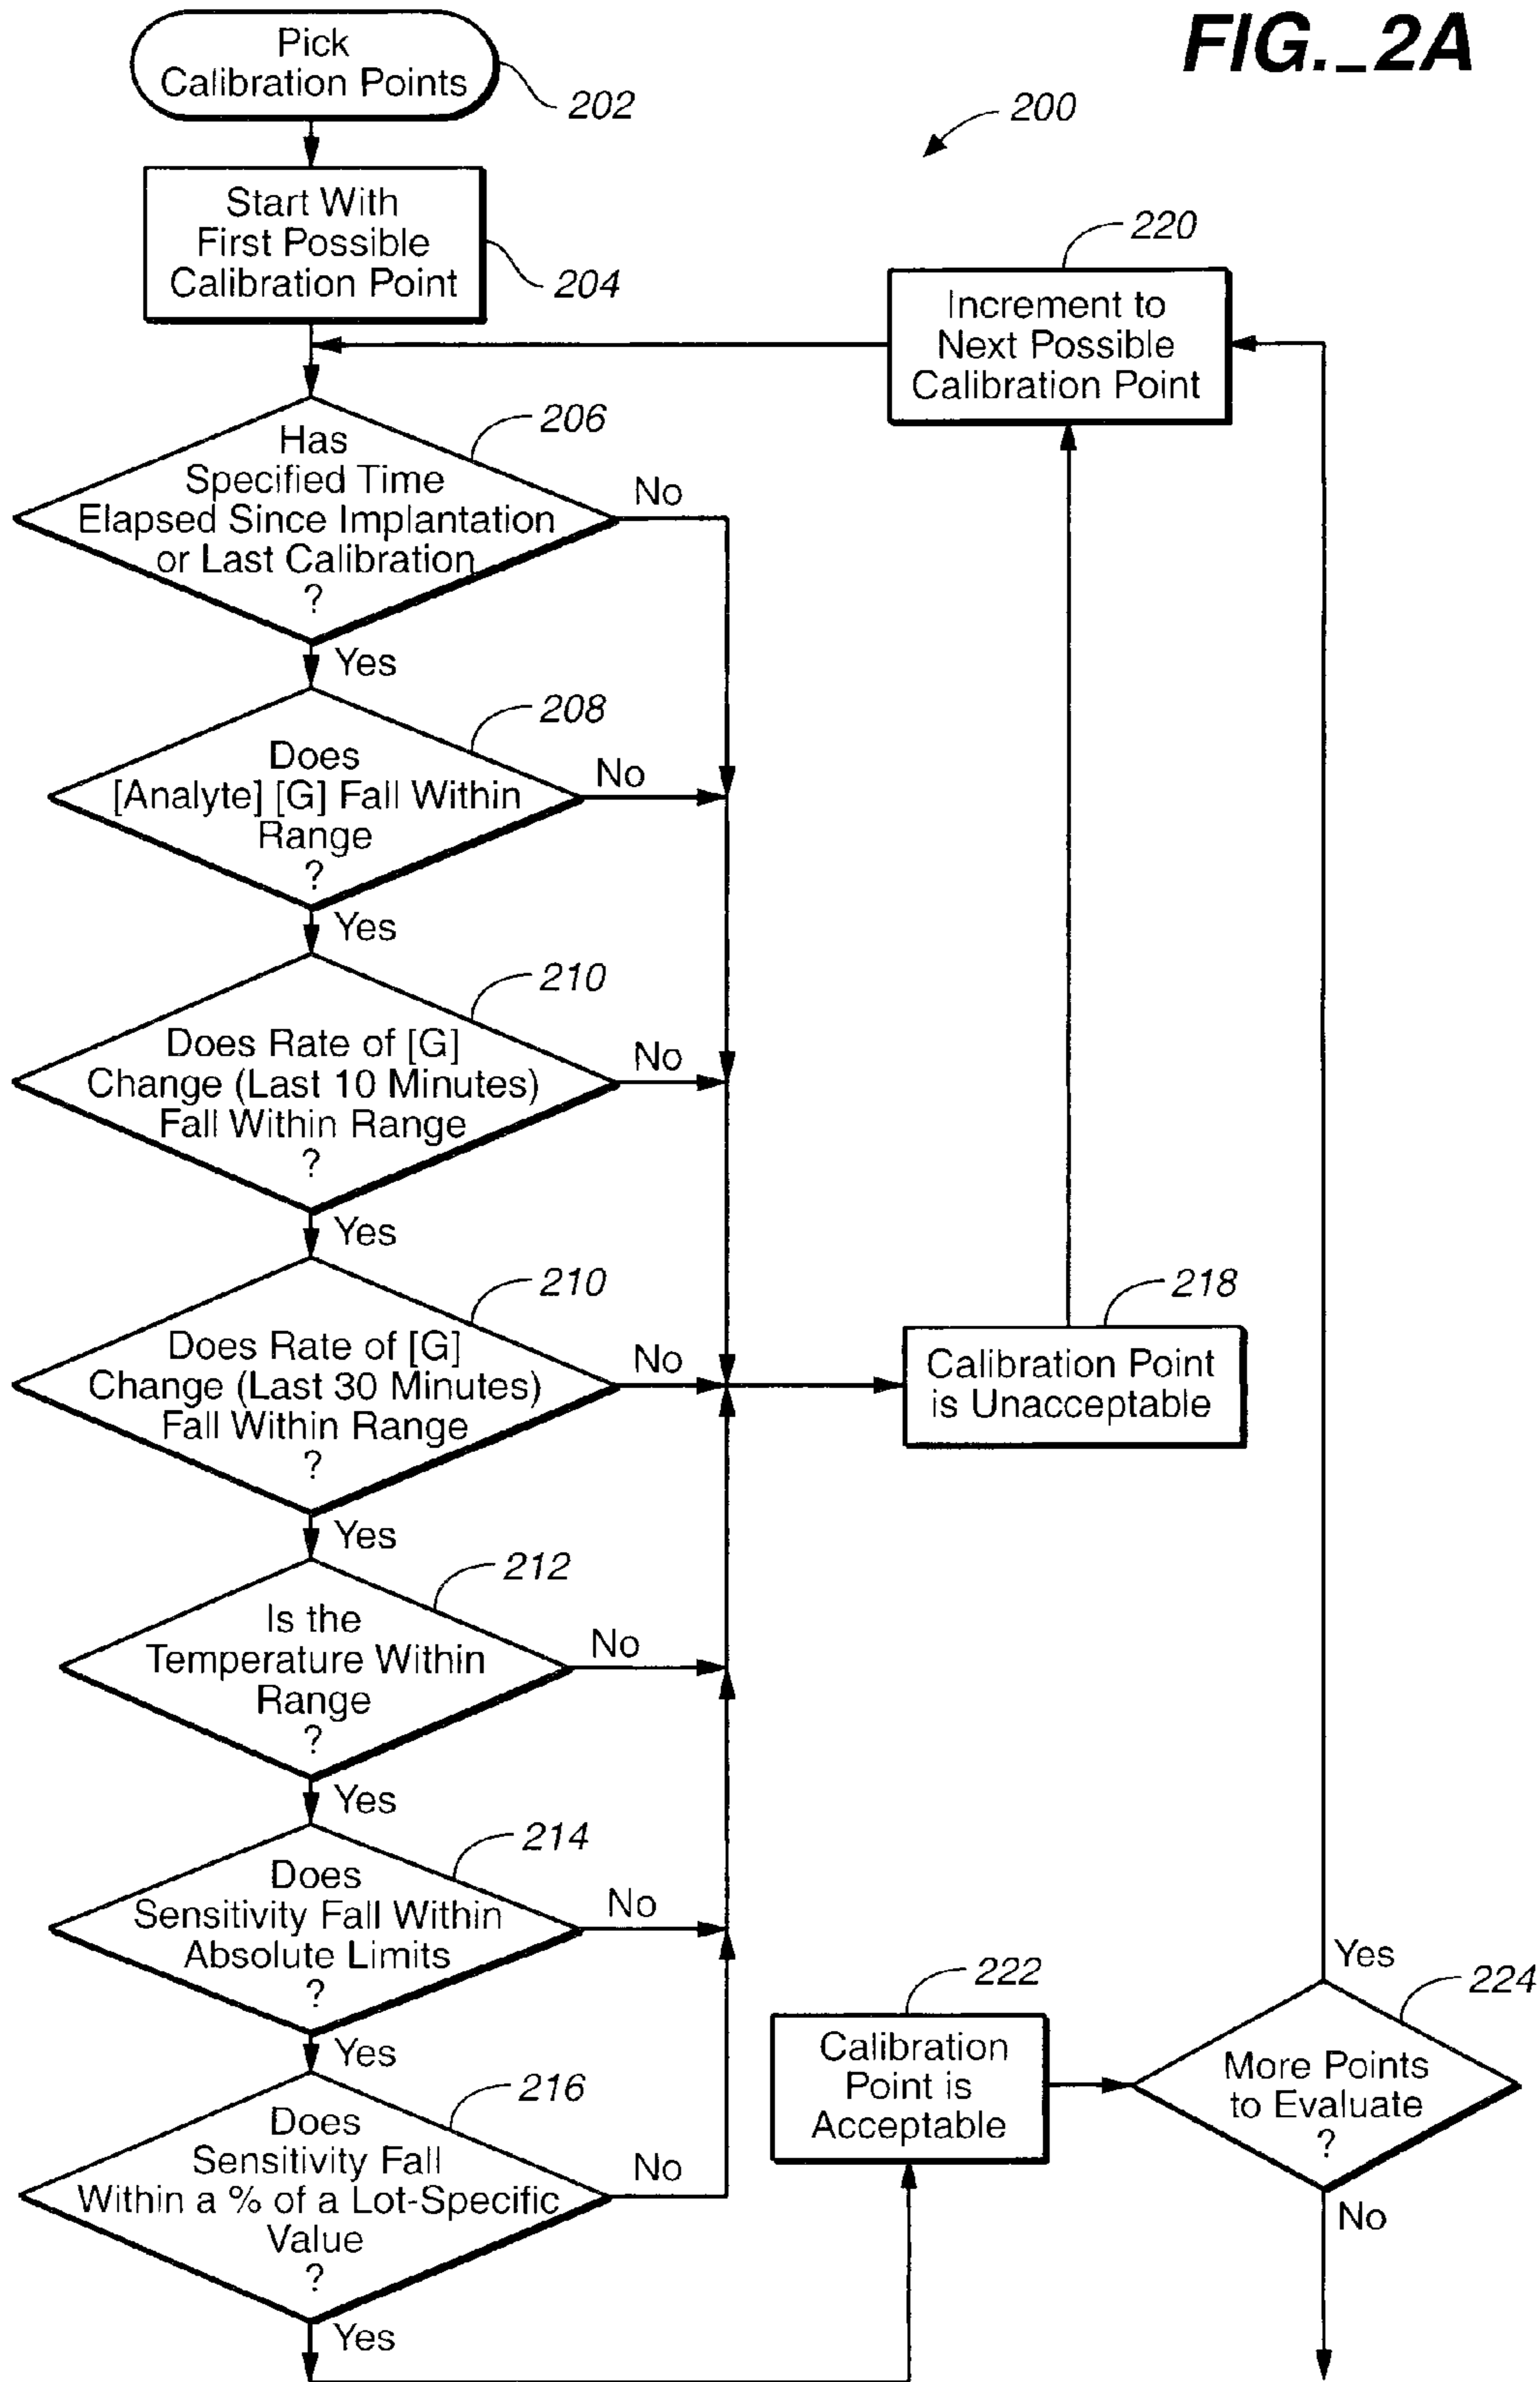 FIG._2A
Pick
Calibration Points
202
200
Start With
First Possible
Calibration Point
204
220
Increment to
Next Possible
Calibration Point
206
Has
Specified Time
Elapsed Since Implantation
or Last Calibration
?
No
Yes
208
Does
[Analyte] [G] Fall Within
Range
?
No
Yes
210
Does Rate of [G]
Change (Last 10 Minutes)
Fall Within Range
?
No
Yes
210
Does Rate of [G]
Change (Last 30 Minutes)
Fall Within Range
?
No
Yes
218
Calibration Point
is Unacceptable
212
Is the
Temperature Within
Range
?
No
Yes
214
Does
Sensitivity Fall Within
Absolute Limits
?
No
Yes
216
Does
Sensitivity Fall
Within a % of a Lot-Specific
Value
?
No
Yes
222
Calibration
Point is
Acceptable
Yes
224
More Points
to Evaluate
?
No